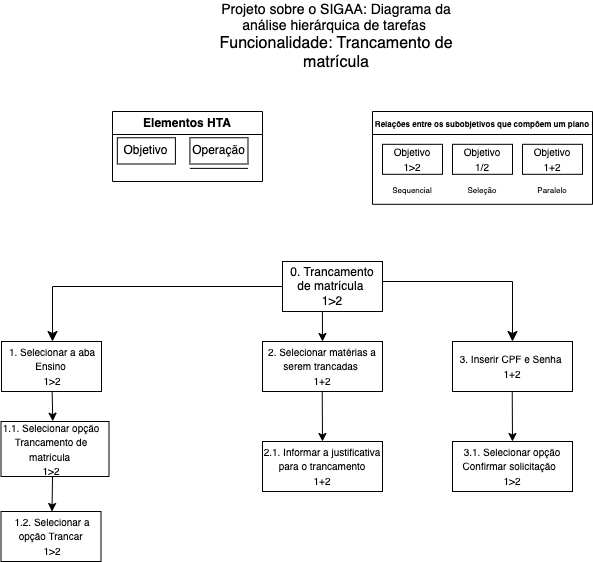 Projeto sobre o SIGAA: Diagrama da
análise hierárquica de tarefas
Funcionalidade: Trancamento de
matrícula
Elementos HTA
Objetivo
Operação
Relações entre os subobjetivos que compõem um plano
Objetivo
1>2
Objetivo
1/2
Objetivo
1+2
Sequencial
Seleção
Paralelo
0. Trancamento
de matrícula
1>2
1. Selecionar a aba
Ensino
1>2
2. Selecionar matérias a
serem trancadas
1+2
3. Inserir CPF e Senha
1+2
1.1. Selecionar opção
Trancamento de
matrícula
1>2
2.1. Informar a justificativa
para o trancamento
1+2
3.1. Selecionar opção
Confirmar solicitação
1>2
1.2. Selecionar a
opção Trancar
1>2